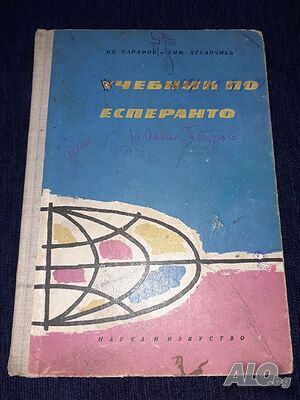 ИВ. САРАФОВ • СИМ. ХЕСАПЧИЕВ
УЧЕБНИК ПО
ЕСПЕРАНТО
НАУКА И ИЗКУСТВО
ALO.bg